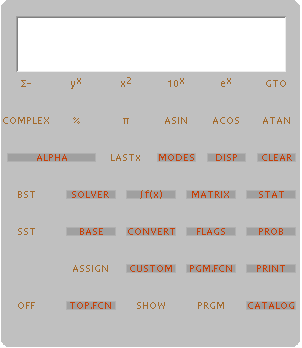 Σ- y^x x² 10^x e^x GTO
COMPLEX % π ASIN ACOS ATAN
ALPHA LASTx MODES DISP CLEAR
BST SOLVER ∫f(x) MATRIX STAT
SST BASE CONVERT FLAGS PROB
ASSIGN CUSTOM PGM.FCN PRINT
OFF TOP.FCN SHOW PRGM CATALOG